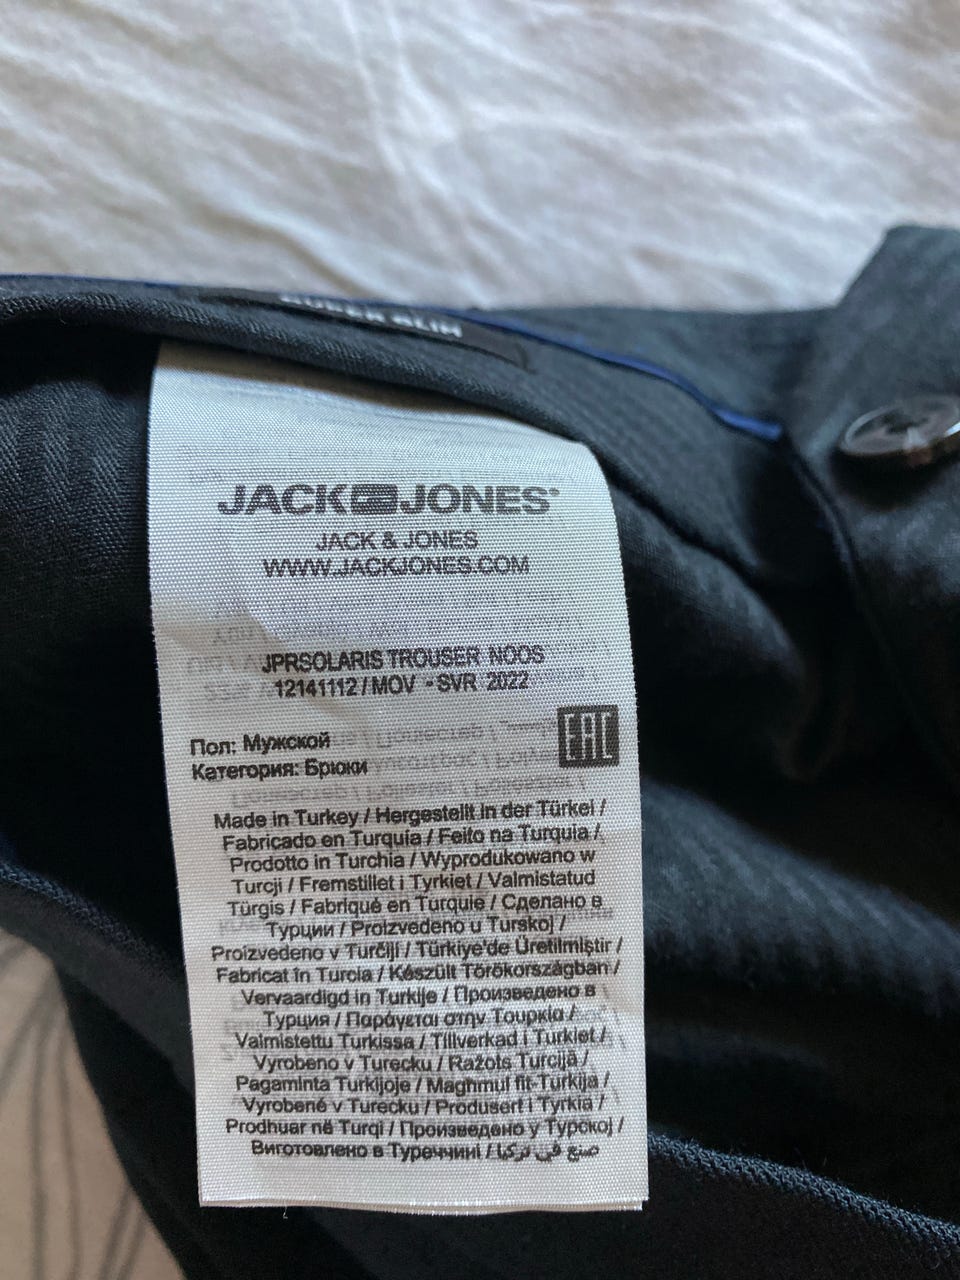 SUPER SLIM
JACK JONES®
JACK & JONES
WWW.JACKJONES.COM
JPRSOLARIS TROUSER NOOS
12141112 / MOV - SVR 2022
Пол: Мужской
Категория: Брюки
EAC
Made in Turkey / Hergestellt in der Türkei /
Fabricado en Turquía / Feito na Turquia /
Prodotto in Turchia / Wyprodukowano w
Turcji / Fremstillet i Tyrkiet / Valmistatud
Türgis / Fabriqué en Turquie / Сделано в
Турции / Proizvedeno u Turskoj /
Proizvedeno v Turčiji / Türkiye'de Üretilmiştir /
Fabricat în Turcia / Készült Törökországban /
Vervaardigd in Turkije / Произведено в
Турция / Παράγεται στην Τουρκία /
Valmistettu Turkissa / Tillverkad i Turkiet /
Vyrobeno v Turecku / Ražots Turcijā /
Pagaminta Turkijoje / Maghmul fit-Turkija /
Vyrobené v Turecku / Produsert i Tyrkia /
Prodhuar në Turqi / Произведено у Турској /
Виготовлено в Туреччині / صنع في تركيا